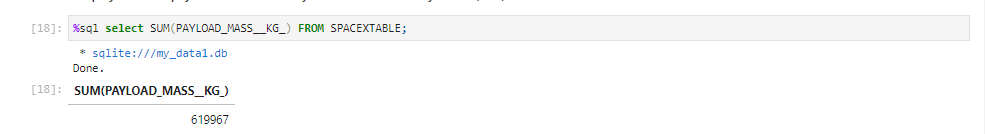 [18]: %sql select SUM(PAYLOAD_MASS__KG_) FROM SPACEXTABLE;
* sqlite:///my_data1.db
Done.
[18]: SUM(PAYLOAD_MASS__KG_)
619967